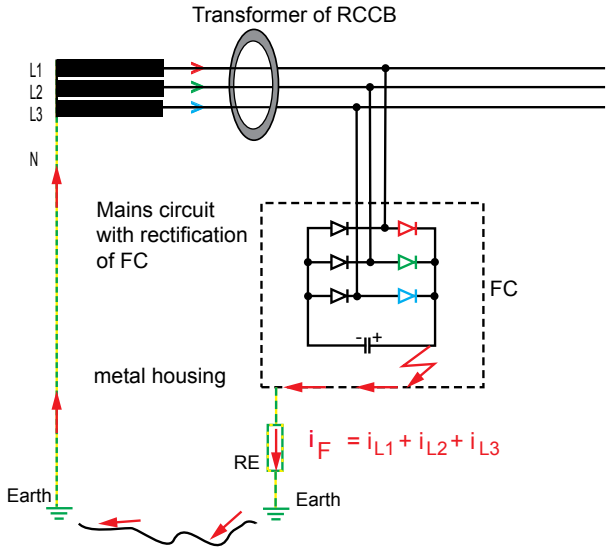 Transformer of RCCB
L1
L2
L3
N
Mains circuit
with rectification
of FC
FC
- +
metal housing
iF = iL1 + iL2 + iL3
RE
Earth
Earth